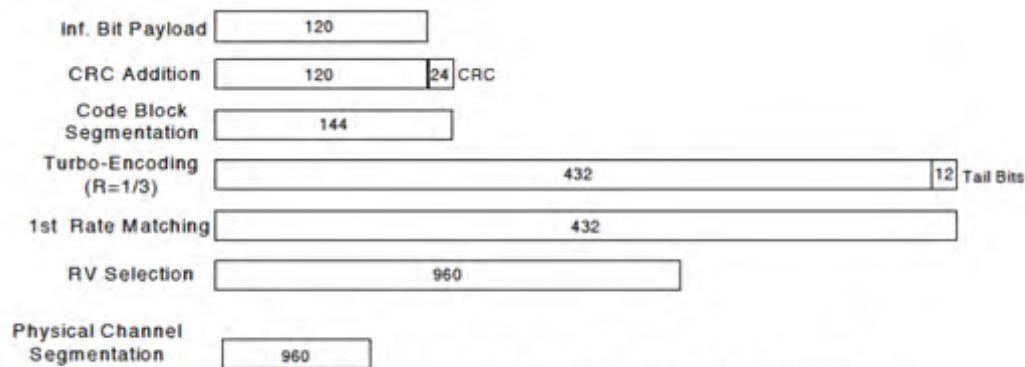 Inf. Bit Payload 120
CRC Addition 120 24 CRC
Code Block
Segmentation 144
Turbo-Encoding
(R=1/3) 432 12 Tail Bits
1st Rate Matching 432
RV Selection 960
Physical Channel
Segmentation 960